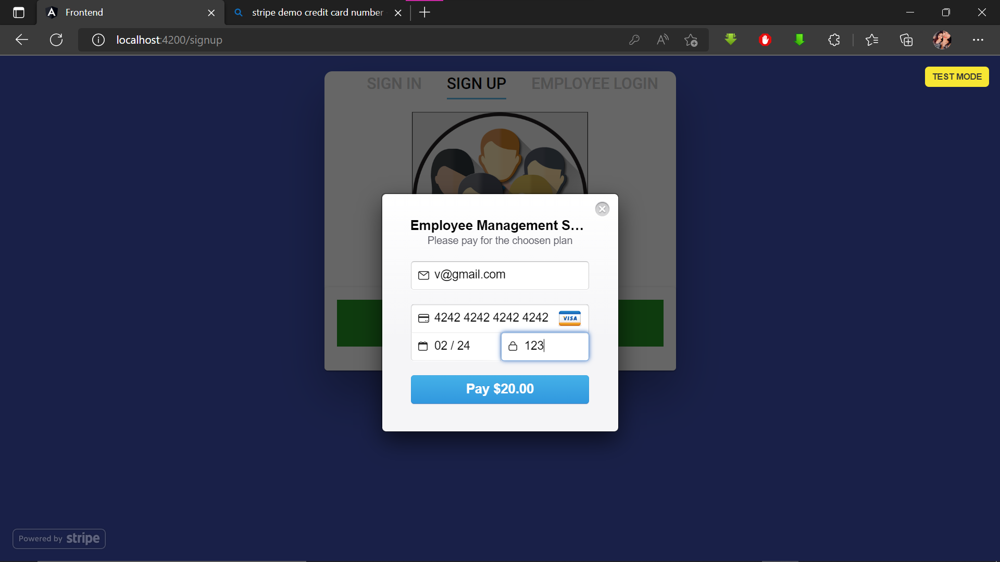 Frontend
stripe demo credit card number
localhost:4200/signup
TEST MODE
SIGN IN SIGN UP EMPLOYEE LOGIN
Employee Management S...
Please pay for the choosen plan
v@gmail.com
4242 4242 4242 4242 VISA
02 / 24 123
Pay $20.00
Powered by stripe